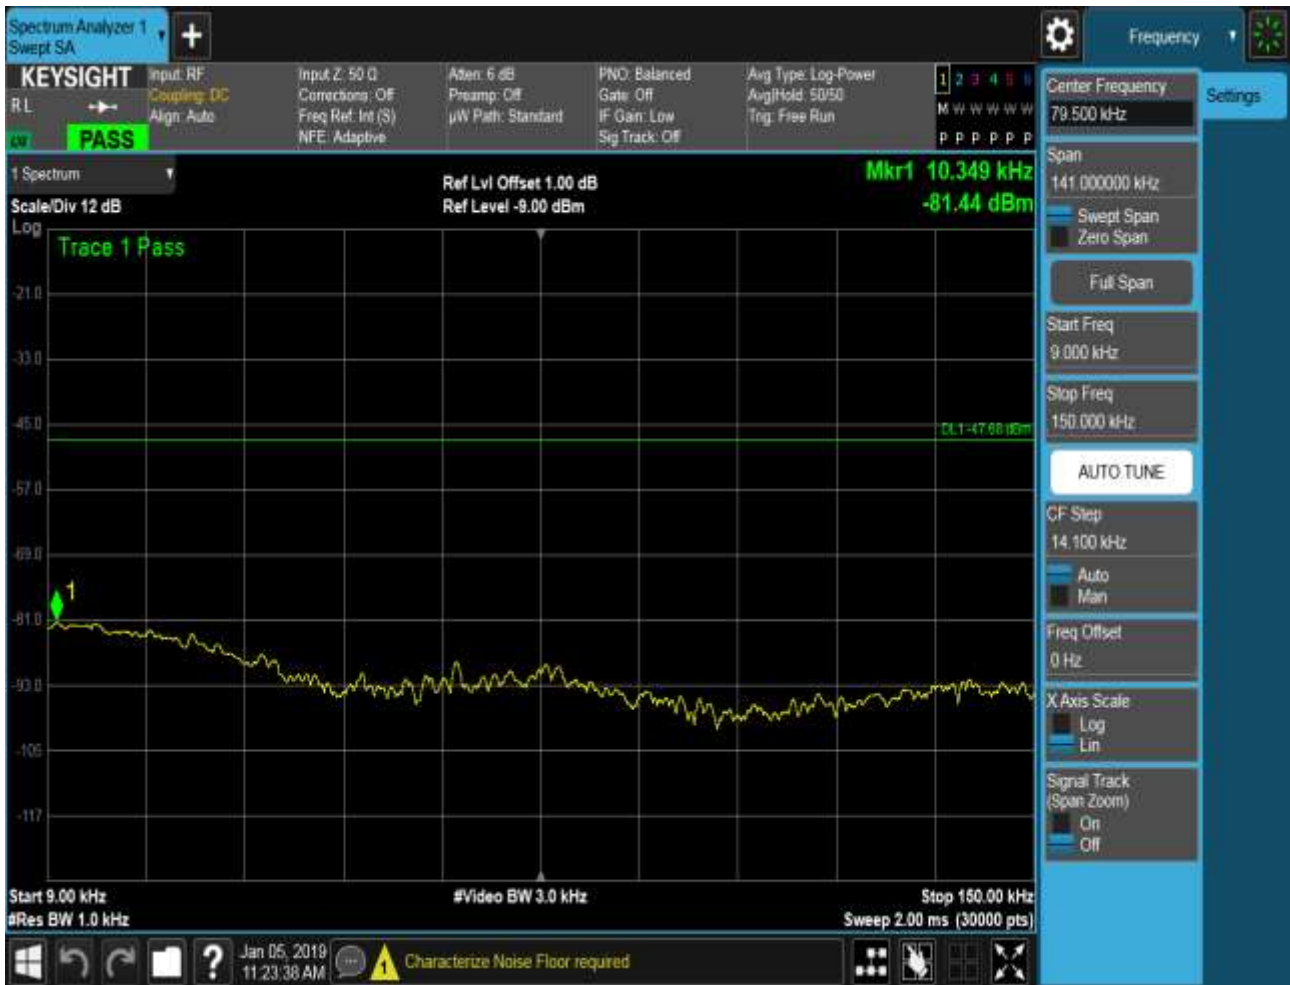 Spectrum Analyzer 1
Swept SA
+
Frequency
KEYSIGHT
R L
PASS
Input: RF
Coupling: DC
Align: Auto
Input Z: 50 Ω
Corrections: Off
Freq Ref: Int (S)
NFE: Adaptive
Atten: 6 dB
Preamp: Off
µW Path: Standard
PNO: Balanced
Gate: Off
IF Gain: Low
Sig Track: Off
Avg Type: Log-Power
Avg|Hold: 50/50
Trig: Free Run
1 2 3 4 5 6
M W W W W W
P P P P P P
1 Spectrum
Scale/Div 12 dB
Ref Lvl Offset 1.00 dB
Ref Level -9.00 dBm
Mkr1 10.349 kHz
-81.44 dBm
Log
Trace 1 Pass
-21.0
-33.0
-45.0
DL1 -47.68 dBm
-57.0
-69.0
1
-81.0
-93.0
-105
-117
Start 9.00 kHz
#Video BW 3.0 kHz
Stop 150.00 kHz
#Res BW 1.0 kHz
Sweep 2.00 ms (30000 pts)
Center Frequency
79.500 kHz
Settings
Span
141.000000 kHz
Swept Span
Zero Span
Full Span
Start Freq
9.000 kHz
Stop Freq
150.000 kHz
AUTO TUNE
CF Step
14.100 kHz
Auto
Man
Freq Offset
0 Hz
X Axis Scale
Log
Lin
Signal Track
(Span Zoom)
On
Off
?
Jan 05, 2019
11:23:38 AM
1
Characterize Noise Floor required